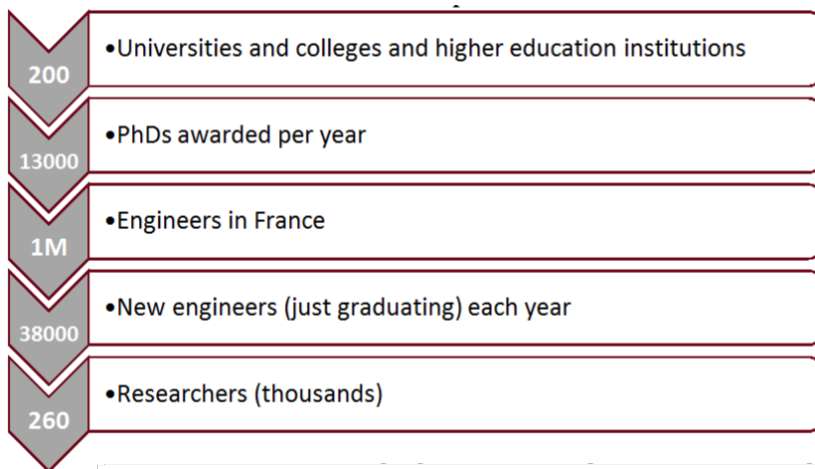 200
•Universities and colleges and higher education institutions
13000
•PhDs awarded per year
1M
•Engineers in France
38000
•New engineers (just graduating) each year
260
•Researchers (thousands)